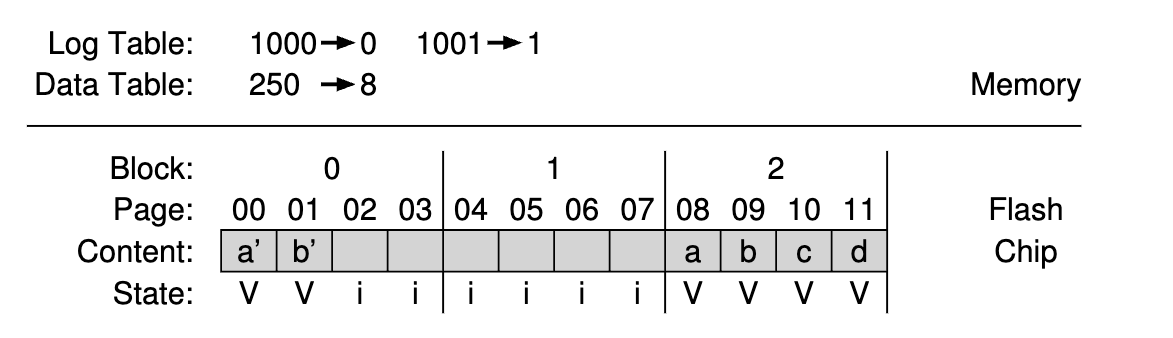 Log Table: 1000→0 1001→1
Data Table: 250 →8 Memory
Block: 0 1 2
Page: 00 01 02 03 04 05 06 07 08 09 10 11 Flash
Content: a’ b’ a b c d Chip
State: V V i i i i i i V V V V